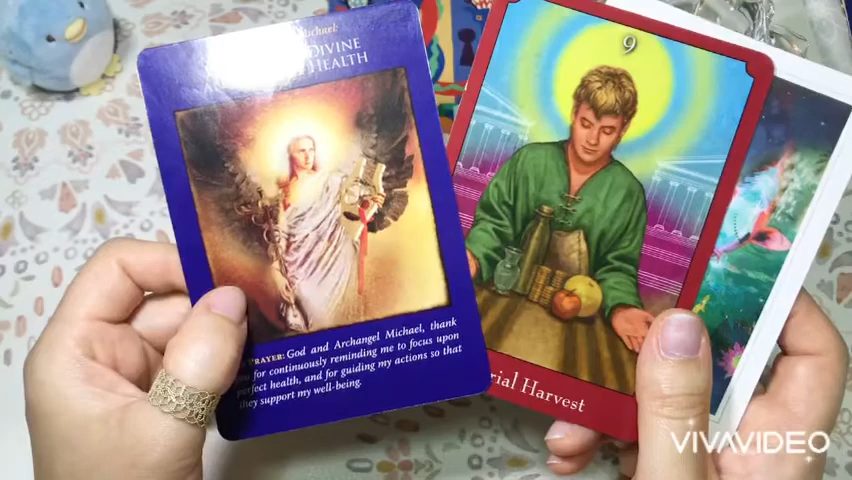 Michael:
DIVINE
HEALTH
PRAYER: God and Archangel Michael, thank
for continuously reminding me to focus upon
perfect health, and for guiding my actions so that
they support my well-being.
9
rial Harvest
VIVAVIDEO